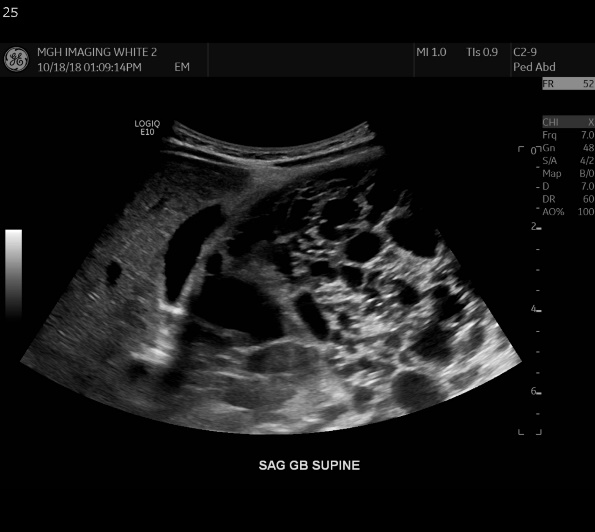 25
MGH IMAGING WHITE 2 MI 1.0 TIs 0.9 C2-9
10/18/18 01:09:14PM EM Ped Abd
FR 52
LOGIQ
E10
CHI X
Frq 7.0
Gn 48
S/A 4/2
Map B/0
D 7.0
DR 60
AO% 100
0
2
4
6
SAG GB SUPINE